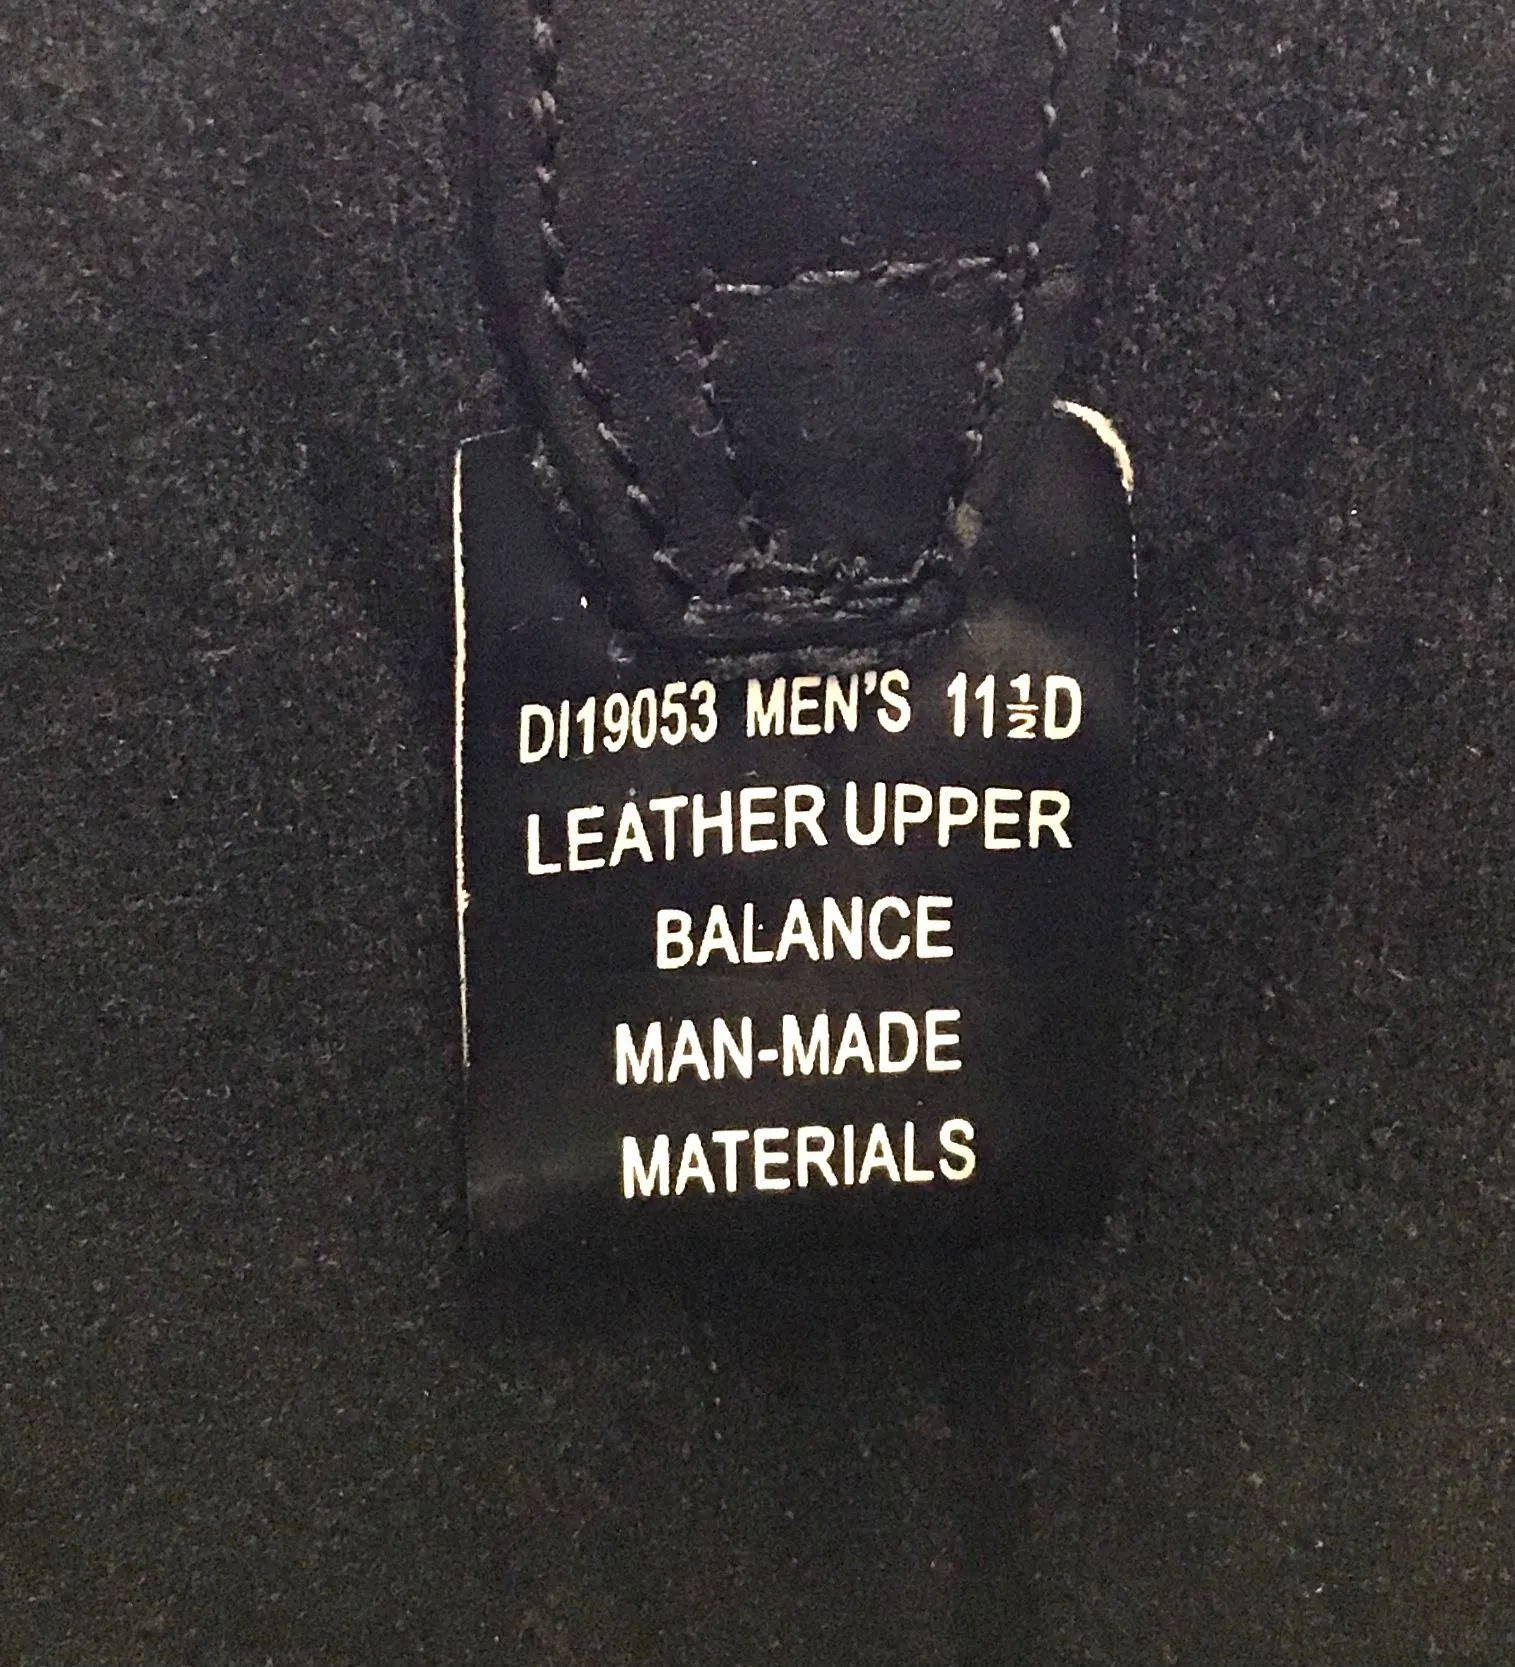 DI19053 MEN'S 11½D
LEATHER UPPER
BALANCE
MAN-MADE
MATERIALS